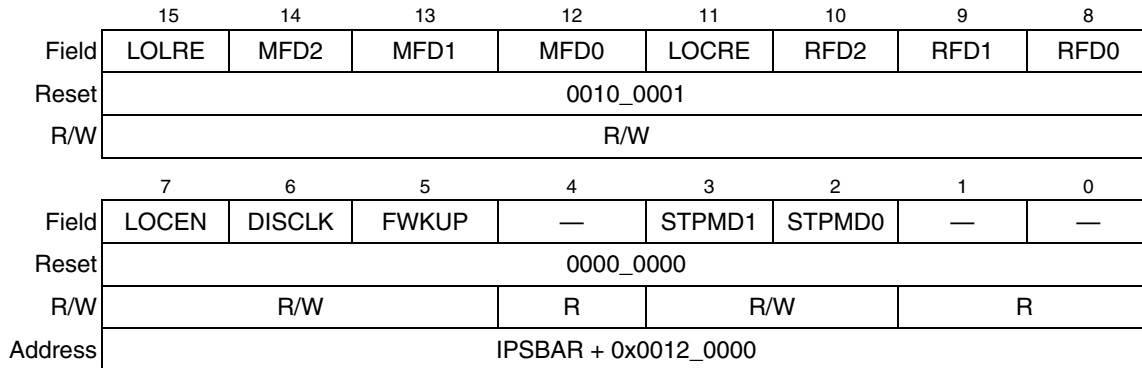 15 14 13 12 11 10 9 8
Field LOLRE MFD2 MFD1 MFD0 LOCRE RFD2 RFD1 RFD0
Reset 0010_0001
R/W R/W
7 6 5 4 3 2 1 0
Field LOCEN DISCLK FWKUP — STPMD1 STPMD0 — —
Reset 0000_0000
R/W R/W R R/W R
Address IPSBAR + 0x0012_0000